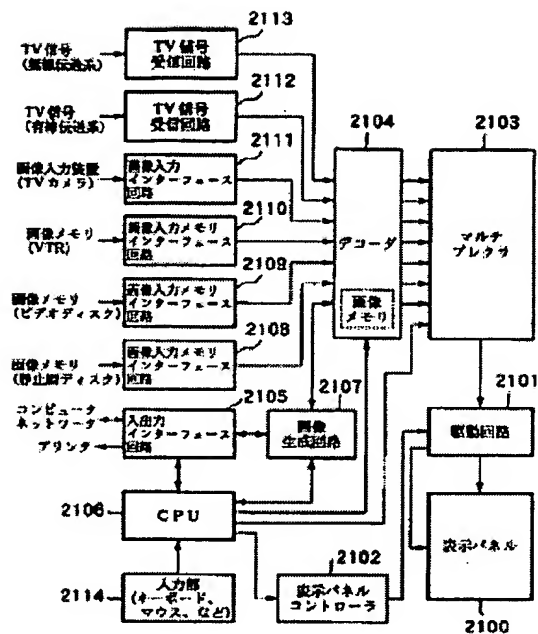 2113
TV信号
(無線伝送系)
TV信号
受信回路
2112
TV信号
(有線伝送系)
TV信号
受信回路
2104
2103
2111
画像入力装置
(TVカメラ)
画像入力
インターフェース
回路
2110
画像メモリ
(VTR)
画像入力メモリ
インターフェース
回路
デコーダ
マルチ
プレクサ
2109
画像メモリ
(ビデオディスク)
画像入力メモリ
インターフェース
回路
画像
メモリ
2108
画像メモリ
(静止画ディスク)
画像入力メモリ
インターフェース
回路
2105
2107
2101
コンピュータ
ネットワーク
プリンタ
入出力
インターフェース
回路
画像
生成回路
駆動回路
2106
CPU
2102
表示パネル
2114
入力部
(キーボード、
マウス、など)
表示パネル
コントローラ
2100